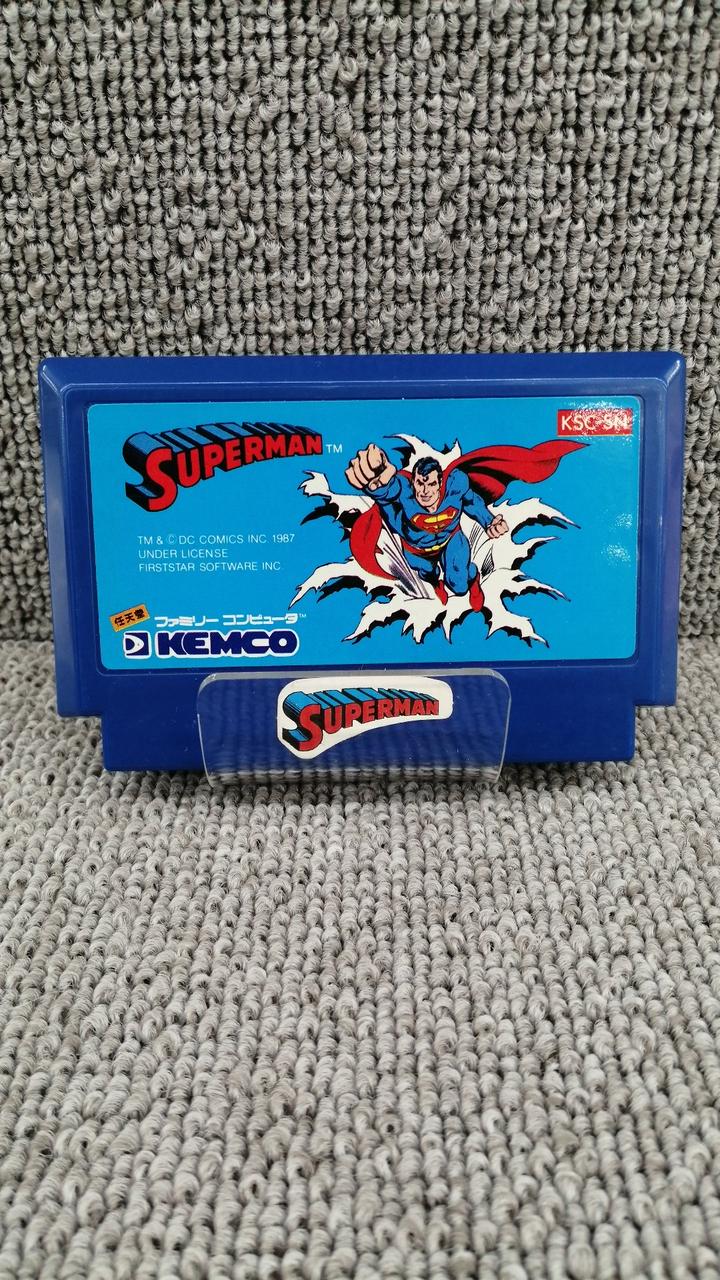 SUPERMAN™
KSC-SN
TM & © DC COMICS INC. 1987
UNDER LICENSE
FIRSTSTAR SOFTWARE INC.
任天堂
ファミリー コンピュータ™
KEMCO
SUPERMAN